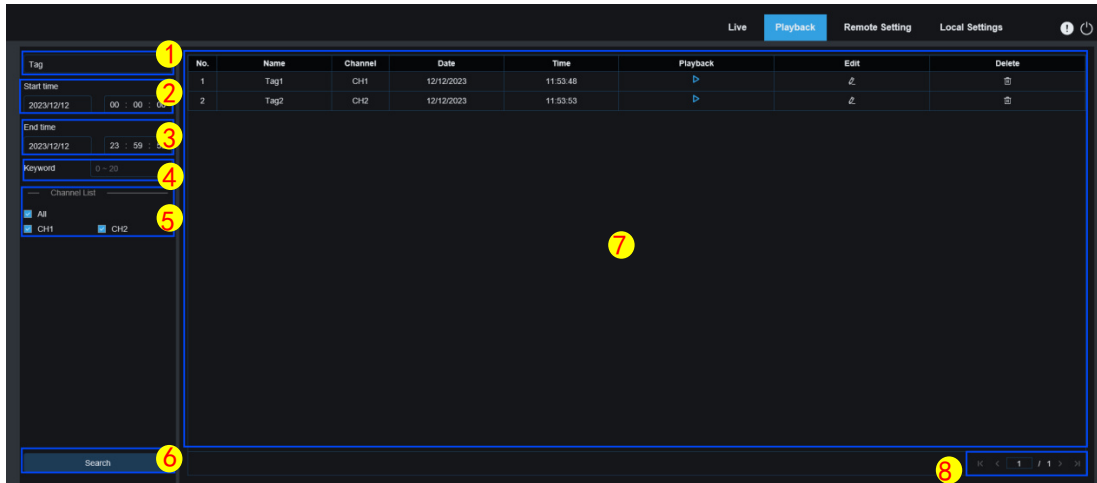 Live Playback Remote Setting Local Settings !
Tag 1
Start time
2023/12/12 00 : 00 : 2
End time
2023/12/12 23 : 59 : 3
Keyword 0 ~ 20 4
Channel List
All
CH1 CH2 5
Search 6
No. Name Channel Date Time Playback Edit Delete
1 Tag1 CH1 12/12/2023 11:53:48
2 Tag2 CH2 12/12/2023 11:53:53
7
8 1 / 1